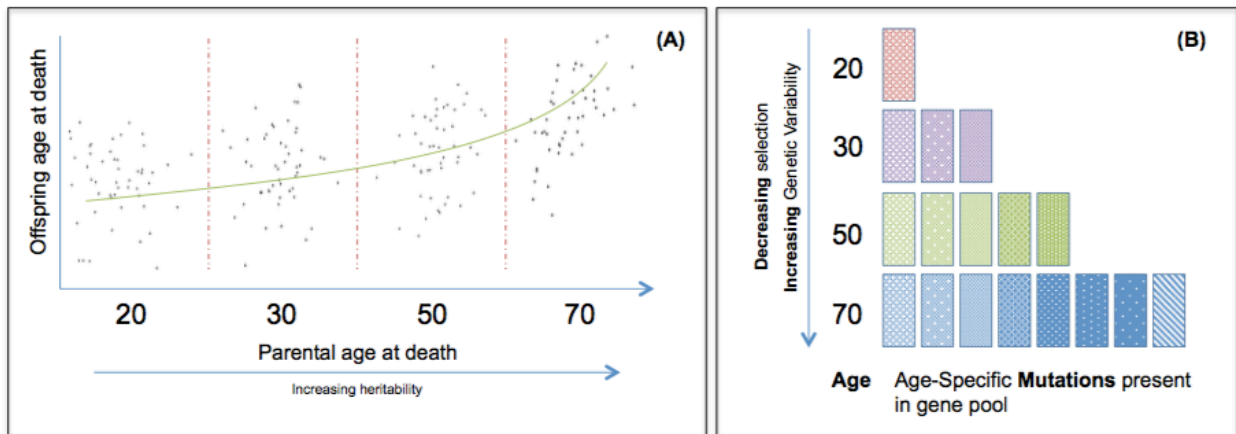 (A)
Offspring age at death
20 30 50 70
Parental age at death
Increasing heritability
(B)
Decreasing selection
Increasing Genetic Variability
20
30
50
70
Age Age-Specific Mutations present
in gene pool